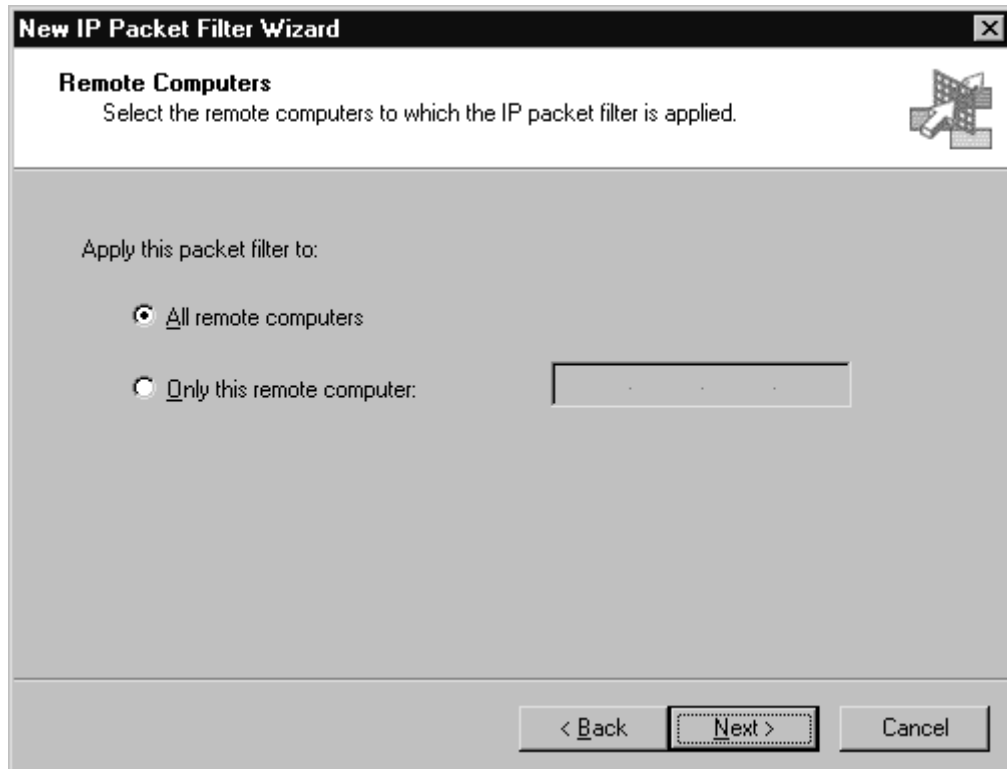 New IP Packet Filter Wizard
Remote Computers
Select the remote computers to which the IP packet filter is applied.
Apply this packet filter to:
All remote computers
Only this remote computer:
. . .
< Back Next > Cancel